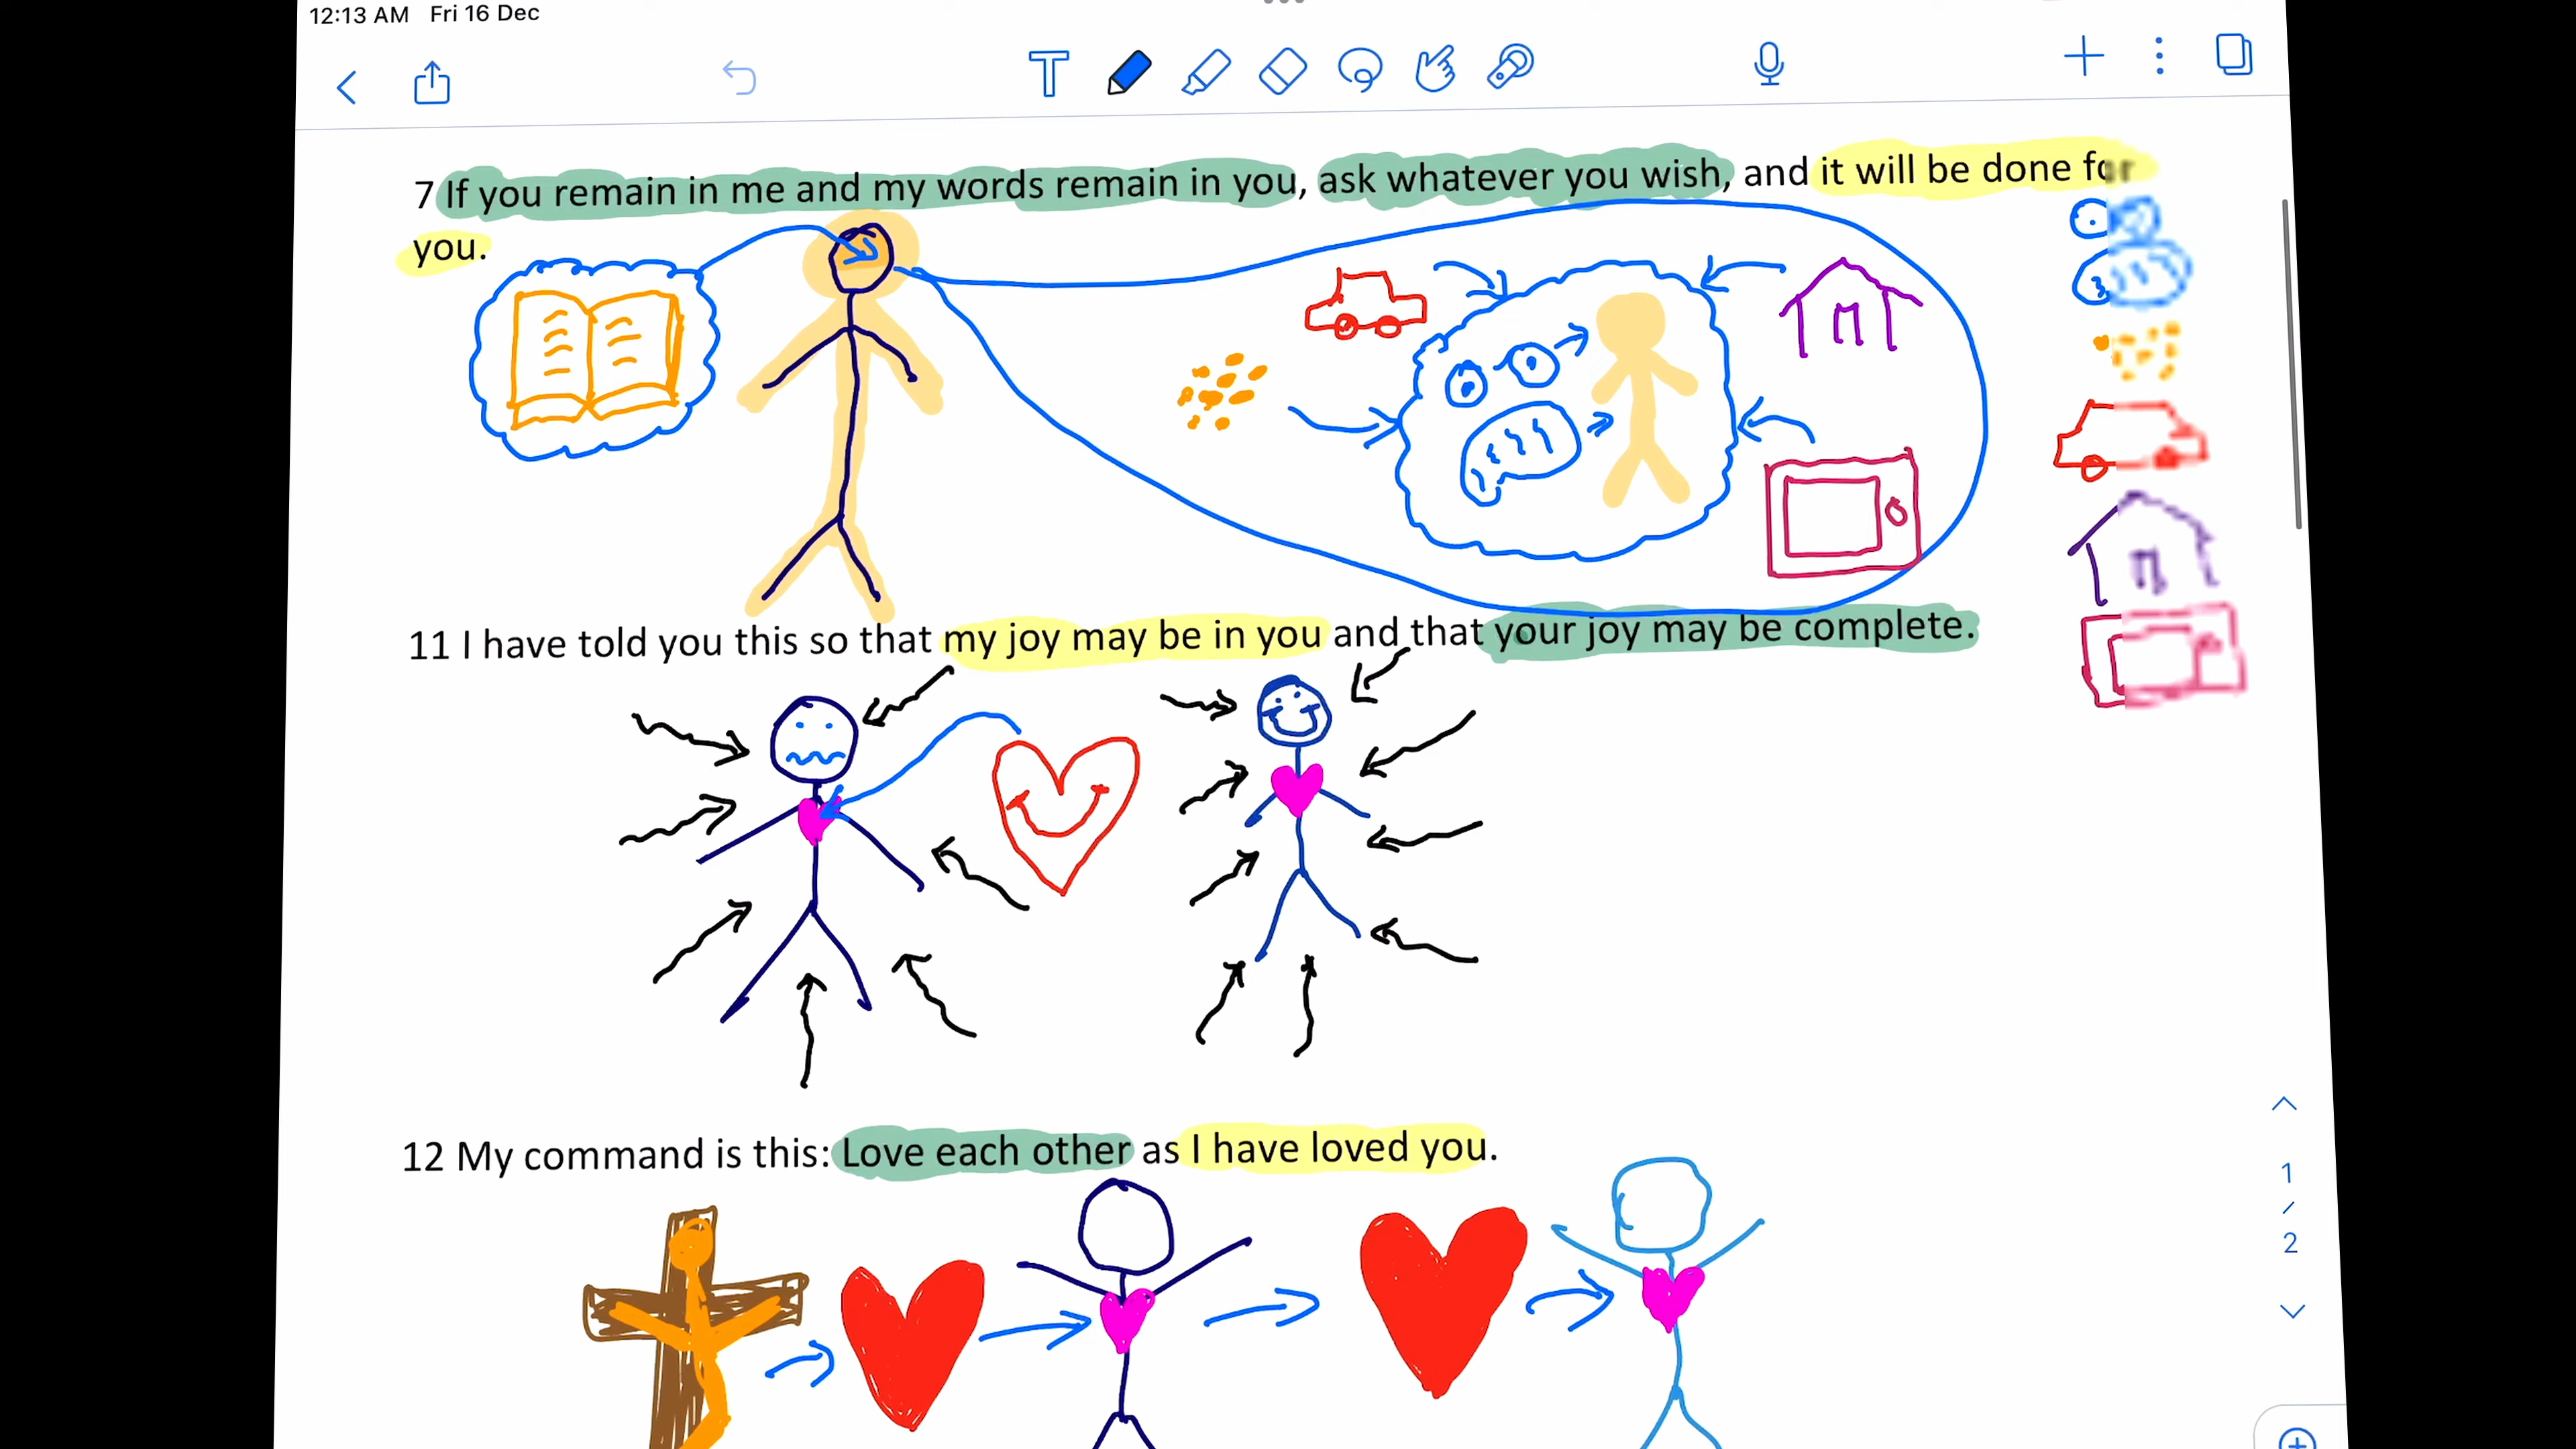 12:13 AM Fri 16 Dec
T
7 If you remain in me and my words remain in you, ask whatever you wish, and it will be done for
you.
11 I have told you this so that my joy may be in you and that your joy may be complete.
12 My command is this: Love each other as I have loved you.
1
/
2